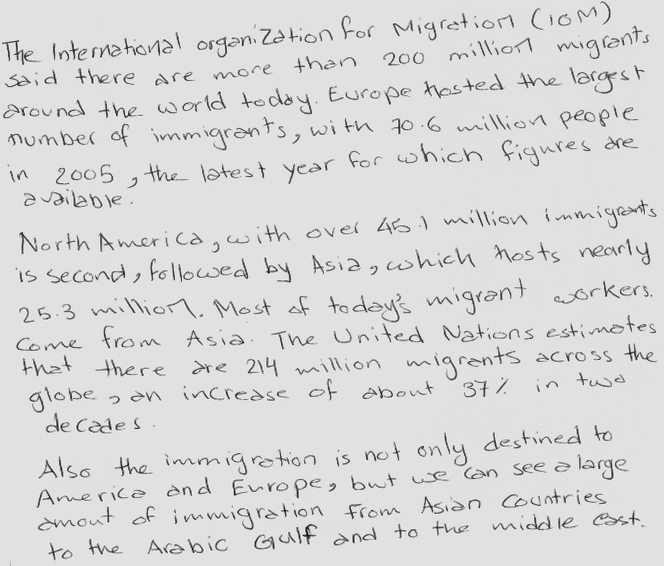 The International organization for Migration (IOM)
said there are more than 200 million migrants
around the world today. Europe hosted the largest
number of immigrants, with 70.6 million people
in 2005, the latest year for which figures are
available.
North America, with over 45.1 million immigrants
is second, followed by Asia, which hosts nearly
25.3 million. Most of today's migrant workers.
Come from Asia. The United Nations estimates
that there are 214 million migrants across the
globe, an increase of about 37% in two
decades.
Also the immigration is not only destined to
America and Europe, but we can see a large
amout of immigration from Asian Countries
to the Arabic Gulf and to the middle east.